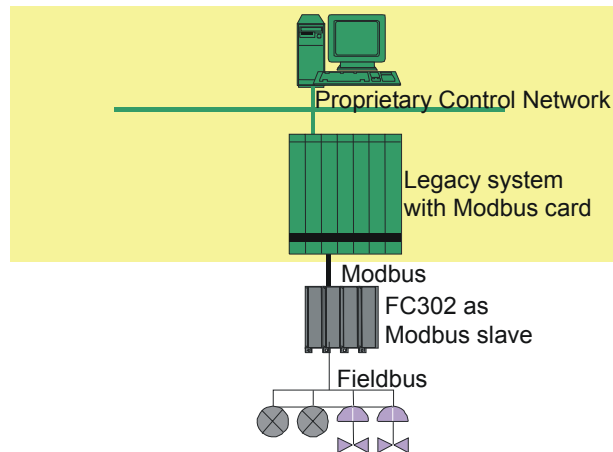 Proprietary Control Network
Legacy system
with Modbus card
Modbus
FC302 as
Modbus slave
Fieldbus